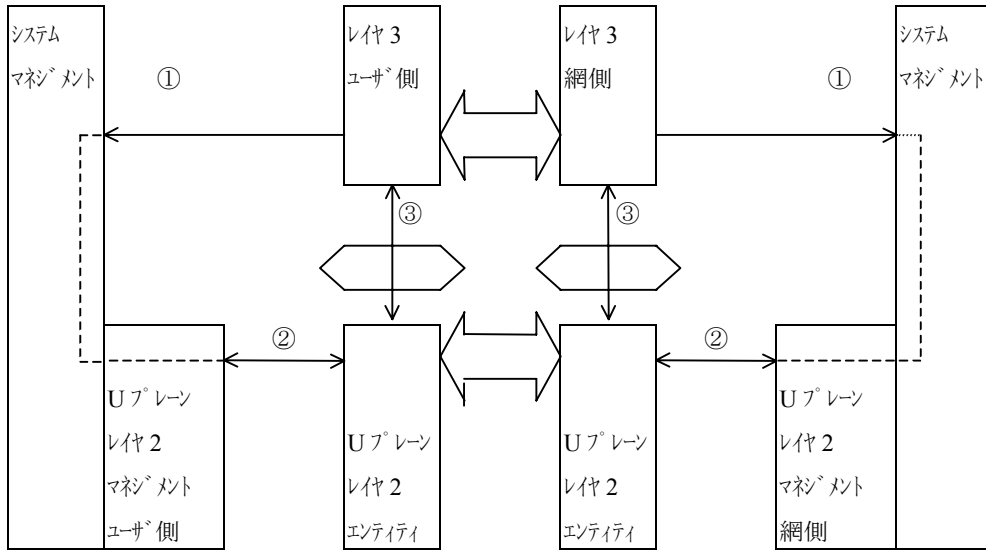 システム
マネジメント
①
レイヤ 3
ユーザ側
レイヤ 3
網側
①
システム
マネジメント
③
③
②
②
Uプレーン
レイヤ 2
マネジメント
ユーザ側
Uプレーン
レイヤ 2
エンティティ
Uプレーン
レイヤ 2
エンティティ
Uプレーン
レイヤ 2
マネジメント
網側